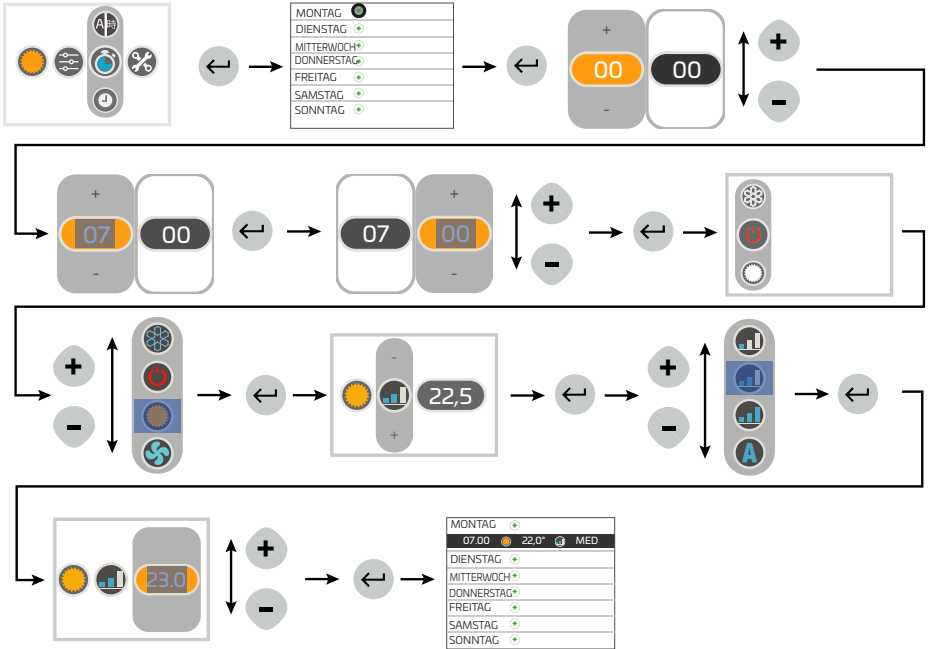 A 時
MONTAG
DIENSTAG
MITTERWOCH
DONNERSTAG
FREITAG
SAMSTAG
SONNTAG
+
00 00
-
+
-
+
07 00
-
+
07 00
-
+
-
+
-
-
22,5
+
+
-
A
23.0
+
-
MONTAG
07.00 22,0° MED
DIENSTAG
MITTERWOCH
DONNERSTAG
FREITAG
SAMSTAG
SONNTAG